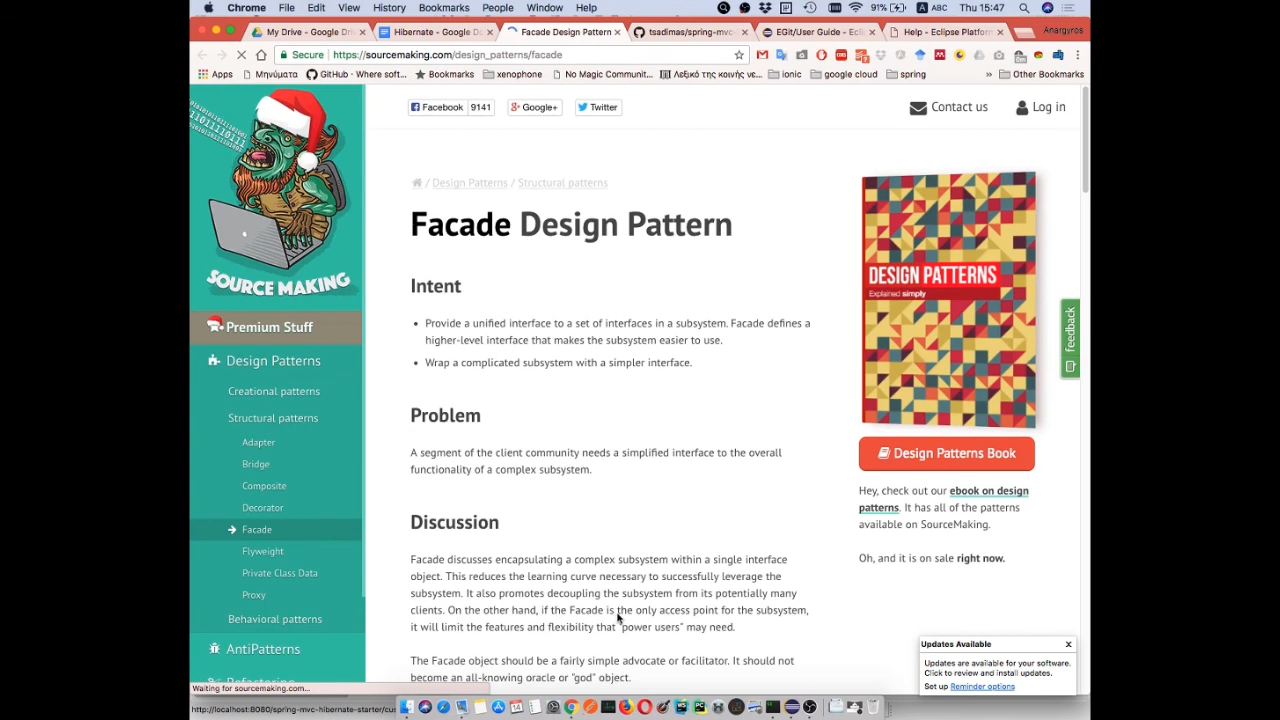 Chrome File Edit View History Bookmarks People Window Help 91% ABC Thu 15:47
My Drive - Google Dri
Hibernate - Google Do
Facade Design Pattern
tsadimas/spring-mvc-
EGit/User Guide - Ecli
Help - Eclipse Platform
Anargyros
Secure https://sourcemaking.com/design_patterns/facade
Apps Μηνύματα GitHub · Where soft... Bookmarks xenophone No Magic Communit... Λεξικό της κοινής νε... ionic google cloud spring » Other Bookmarks
Facebook 9141 Google+ Twitter
Contact us Log in
SOURCE MAKING
Premium Stuff
Design Patterns
Creational patterns
Structural patterns
Adapter
Bridge
Composite
Decorator
Facade
Flyweight
Private Class Data
Proxy
Behavioral patterns
AntiPatterns
Refactoring
/ Design Patterns / Structural patterns
Facade Design Pattern
Intent
• Provide a unified interface to a set of interfaces in a subsystem. Facade defines a
higher-level interface that makes the subsystem easier to use.
• Wrap a complicated subsystem with a simpler interface.
Problem
A segment of the client community needs a simplified interface to the overall
functionality of a complex subsystem.
Discussion
Facade discusses encapsulating a complex subsystem within a single interface
object. This reduces the learning curve necessary to successfully leverage the
subsystem. It also promotes decoupling the subsystem from its potentially many
clients. On the other hand, if the Facade is the only access point for the subsystem,
it will limit the features and flexibility that "power users" may need.
The Facade object should be a fairly simple advocate or facilitator. It should not
become an all-knowing oracle or "god" object.
DESIGN PATTERNS
Explained simply
Design Patterns Book
Hey, check out our ebook on design
patterns. It has all of the patterns
available on SourceMaking.
Oh, and it is on sale right now.
feedback
Updates Available
Updates are available for your software.
Click to review and install updates.
Set up Reminder options
Waiting for sourcemaking.com...
http://localhost:8080/spring-mvc-hibernate-starter/cus